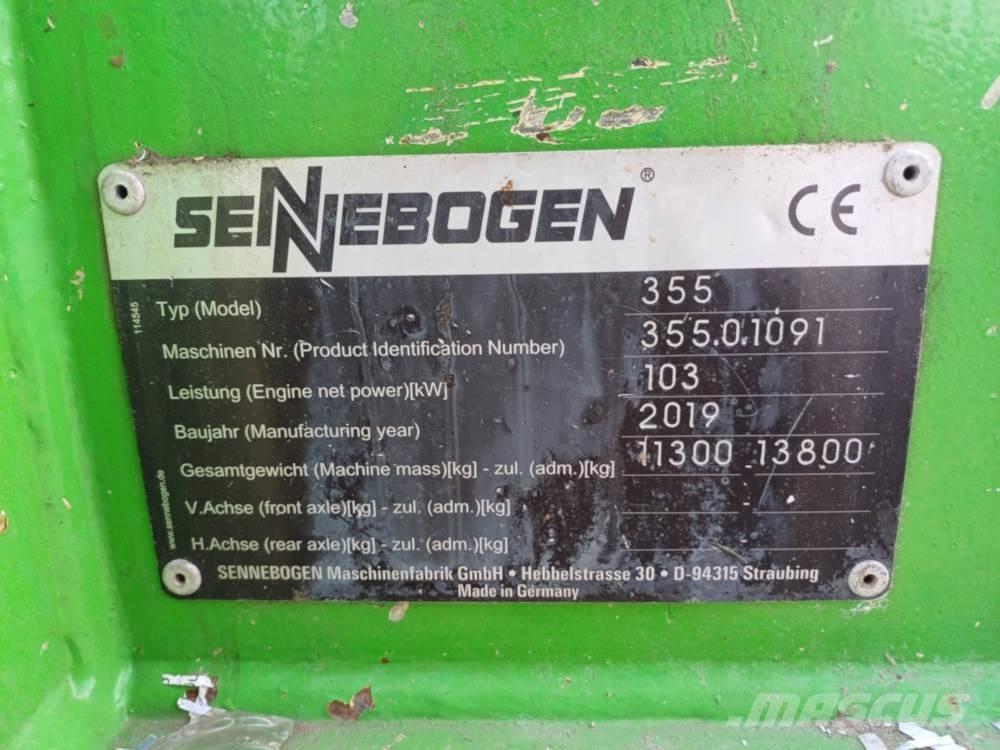 SENNEBOGEN®
CE
Typ (Model) 355
Maschinen Nr. (Product Identification Number) 355.0.1091
Leistung (Engine net power)[kW] 103
Baujahr (Manufacturing year) 2019
Gesamtgewicht (Machine mass)[kg] - zul. (adm.)[kg] 11300 - 13800
V.Achse (front axle)[kg] - zul. (adm.)[kg] -
H.Achse (rear axle)[kg] - zul. (adm.)[kg] -
SENNEBOGEN Maschinenfabrik GmbH • Hebbelstrasse 30 • D-94315 Straubing
Made in Germany
114545
www.sennebogen.de
MASCUS